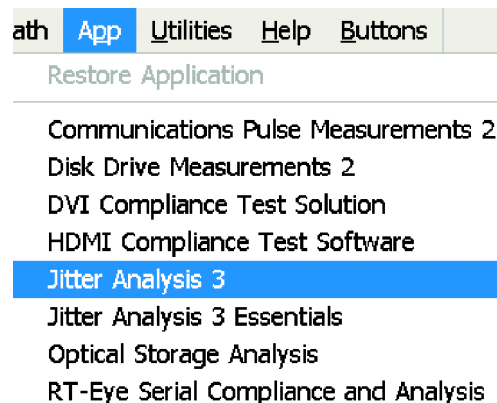 ath App Utilities Help Buttons
Restore Application
Communications Pulse Measurements 2
Disk Drive Measurements 2
DVI Compliance Test Solution
HDMI Compliance Test Software
Jitter Analysis 3
Jitter Analysis 3 Essentials
Optical Storage Analysis
RT-Eye Serial Compliance and Analysis